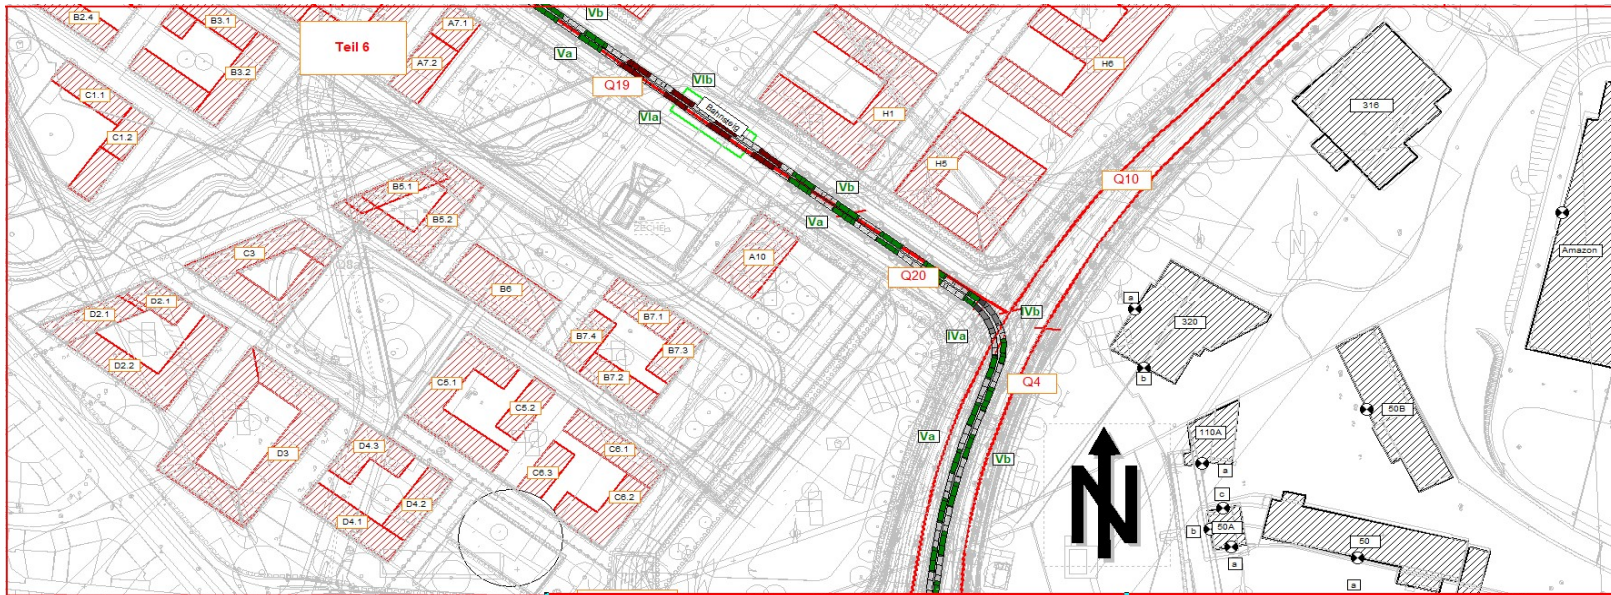 B2.4
B3.1
A7.1
Vb
Teil 6
Va
A7.2
B3.2
H6
Q19
VIb
C1.1
316
VIa
Bahnsteig
H1
C1.2
H5
Q10
B5.1
Vb
B5.2
Va
ZECHE
C3
A10
Amazon
Q20
B6
D2.1
a
D2.1
B7.1
IVb
320
B7.4
IVa
B7.3
D2.2
B7.2
b
C5.1
Q4
C5.2
50B
110A
Va
D4.3
C6.1
D3
Vb
C6.3
a
N
C6.2
c
D4.2
D4.1
b
50A
50
a
a